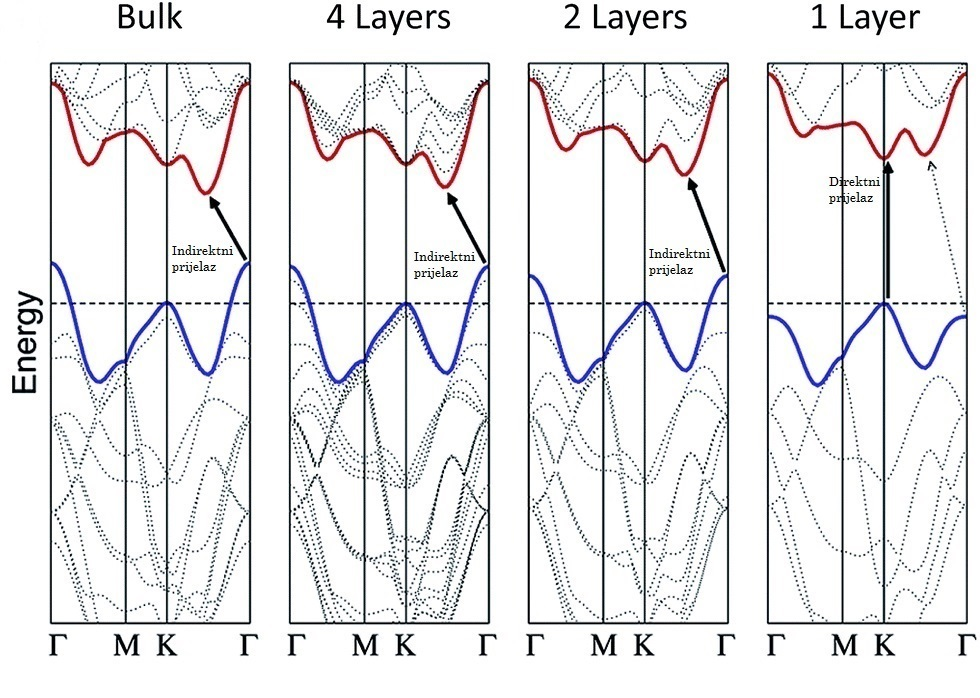 Bulk
4 Layers
2 Layers
1 Layer
Energy
Indirektni
prijelaz
Indirektni
prijelaz
Indirektni
prijelaz
Direktni
prijelaz
Γ M K Γ
Γ M K Γ
Γ M K Γ
Γ M K Γ